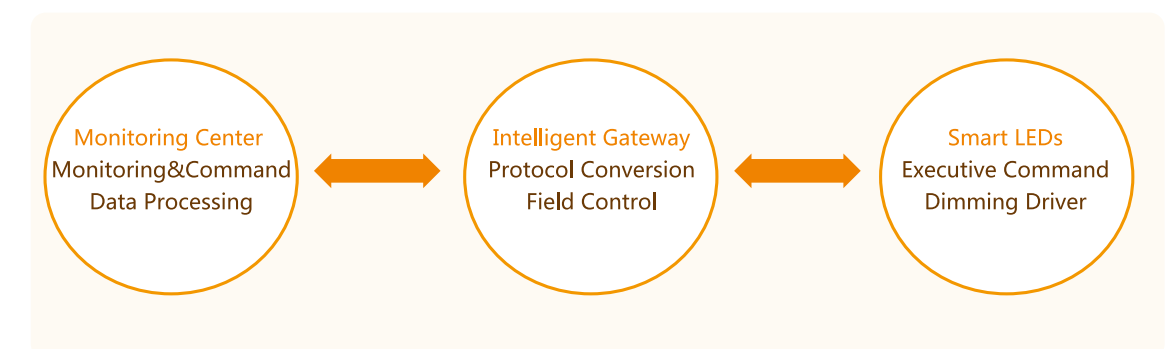 Monitoring Center
Monitoring&Command
Data Processing
Intelligent Gateway
Protocol Conversion
Field Control
Smart LEDs
Executive Command
Dimming Driver